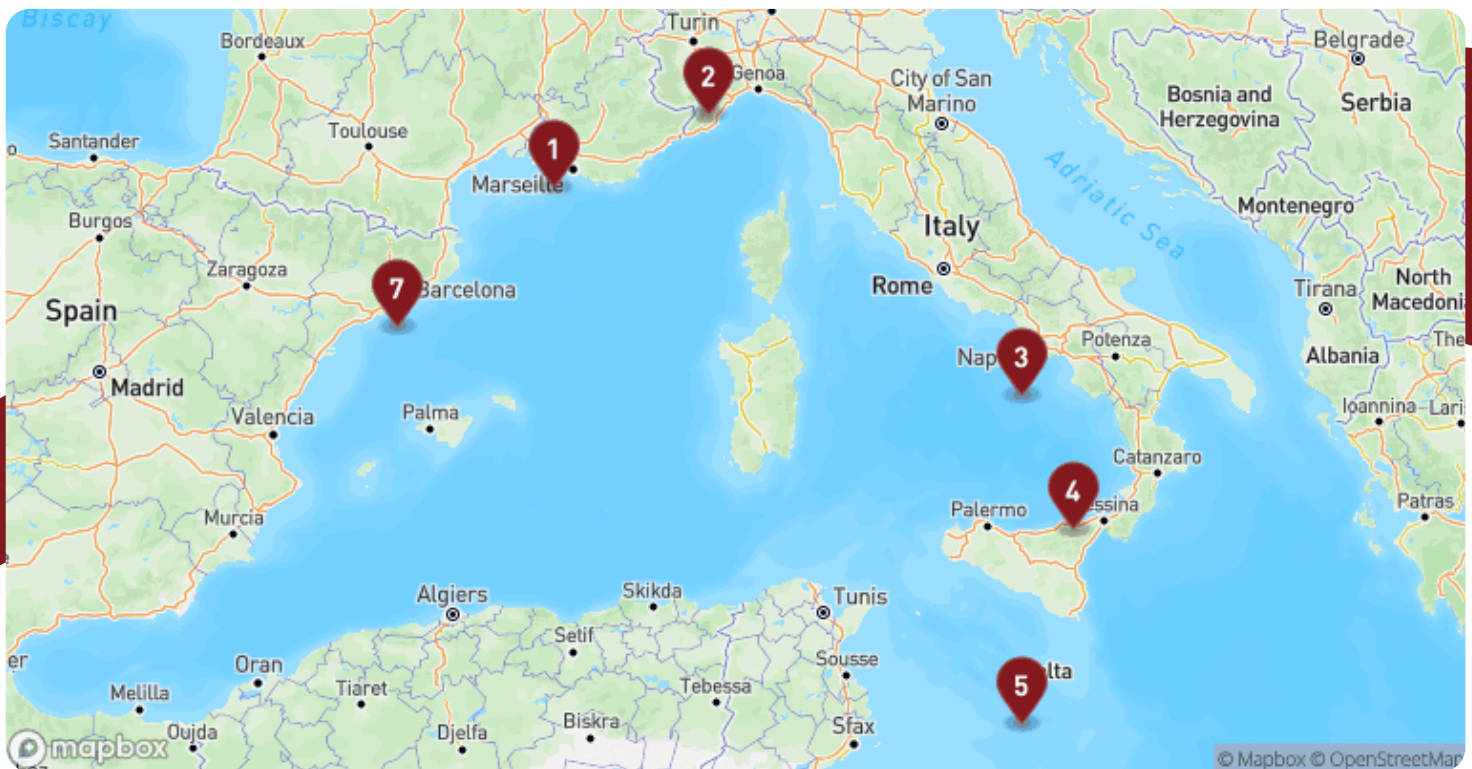 Biscay
Turin
Bordeaux
Belgrade
2
Genoa
City of San
Marino
Bosnia and
Herzegovina
Serbia
Toulouse
Santander
1
Marseille
Adriatic Sea
Burgos
Montenegro
Italy
Zaragoza
7
Barcelona
Rome
North
Macedonia
Tirana
Spain
Nap
3
Potenza
Albania
The
Madrid
Palma
Valencia
Ioannina
Lari
Catanzaro
4
Palermo
essina
Patras
Murcia
Algiers
Skikda
Tunis
Setif
er
Oran
Sousse
5
lta
Melilla
Tiaret
Tebessa
Oujda
Djelfa
Biskra
Sfax
mapbox
© Mapbox © OpenStreetMap